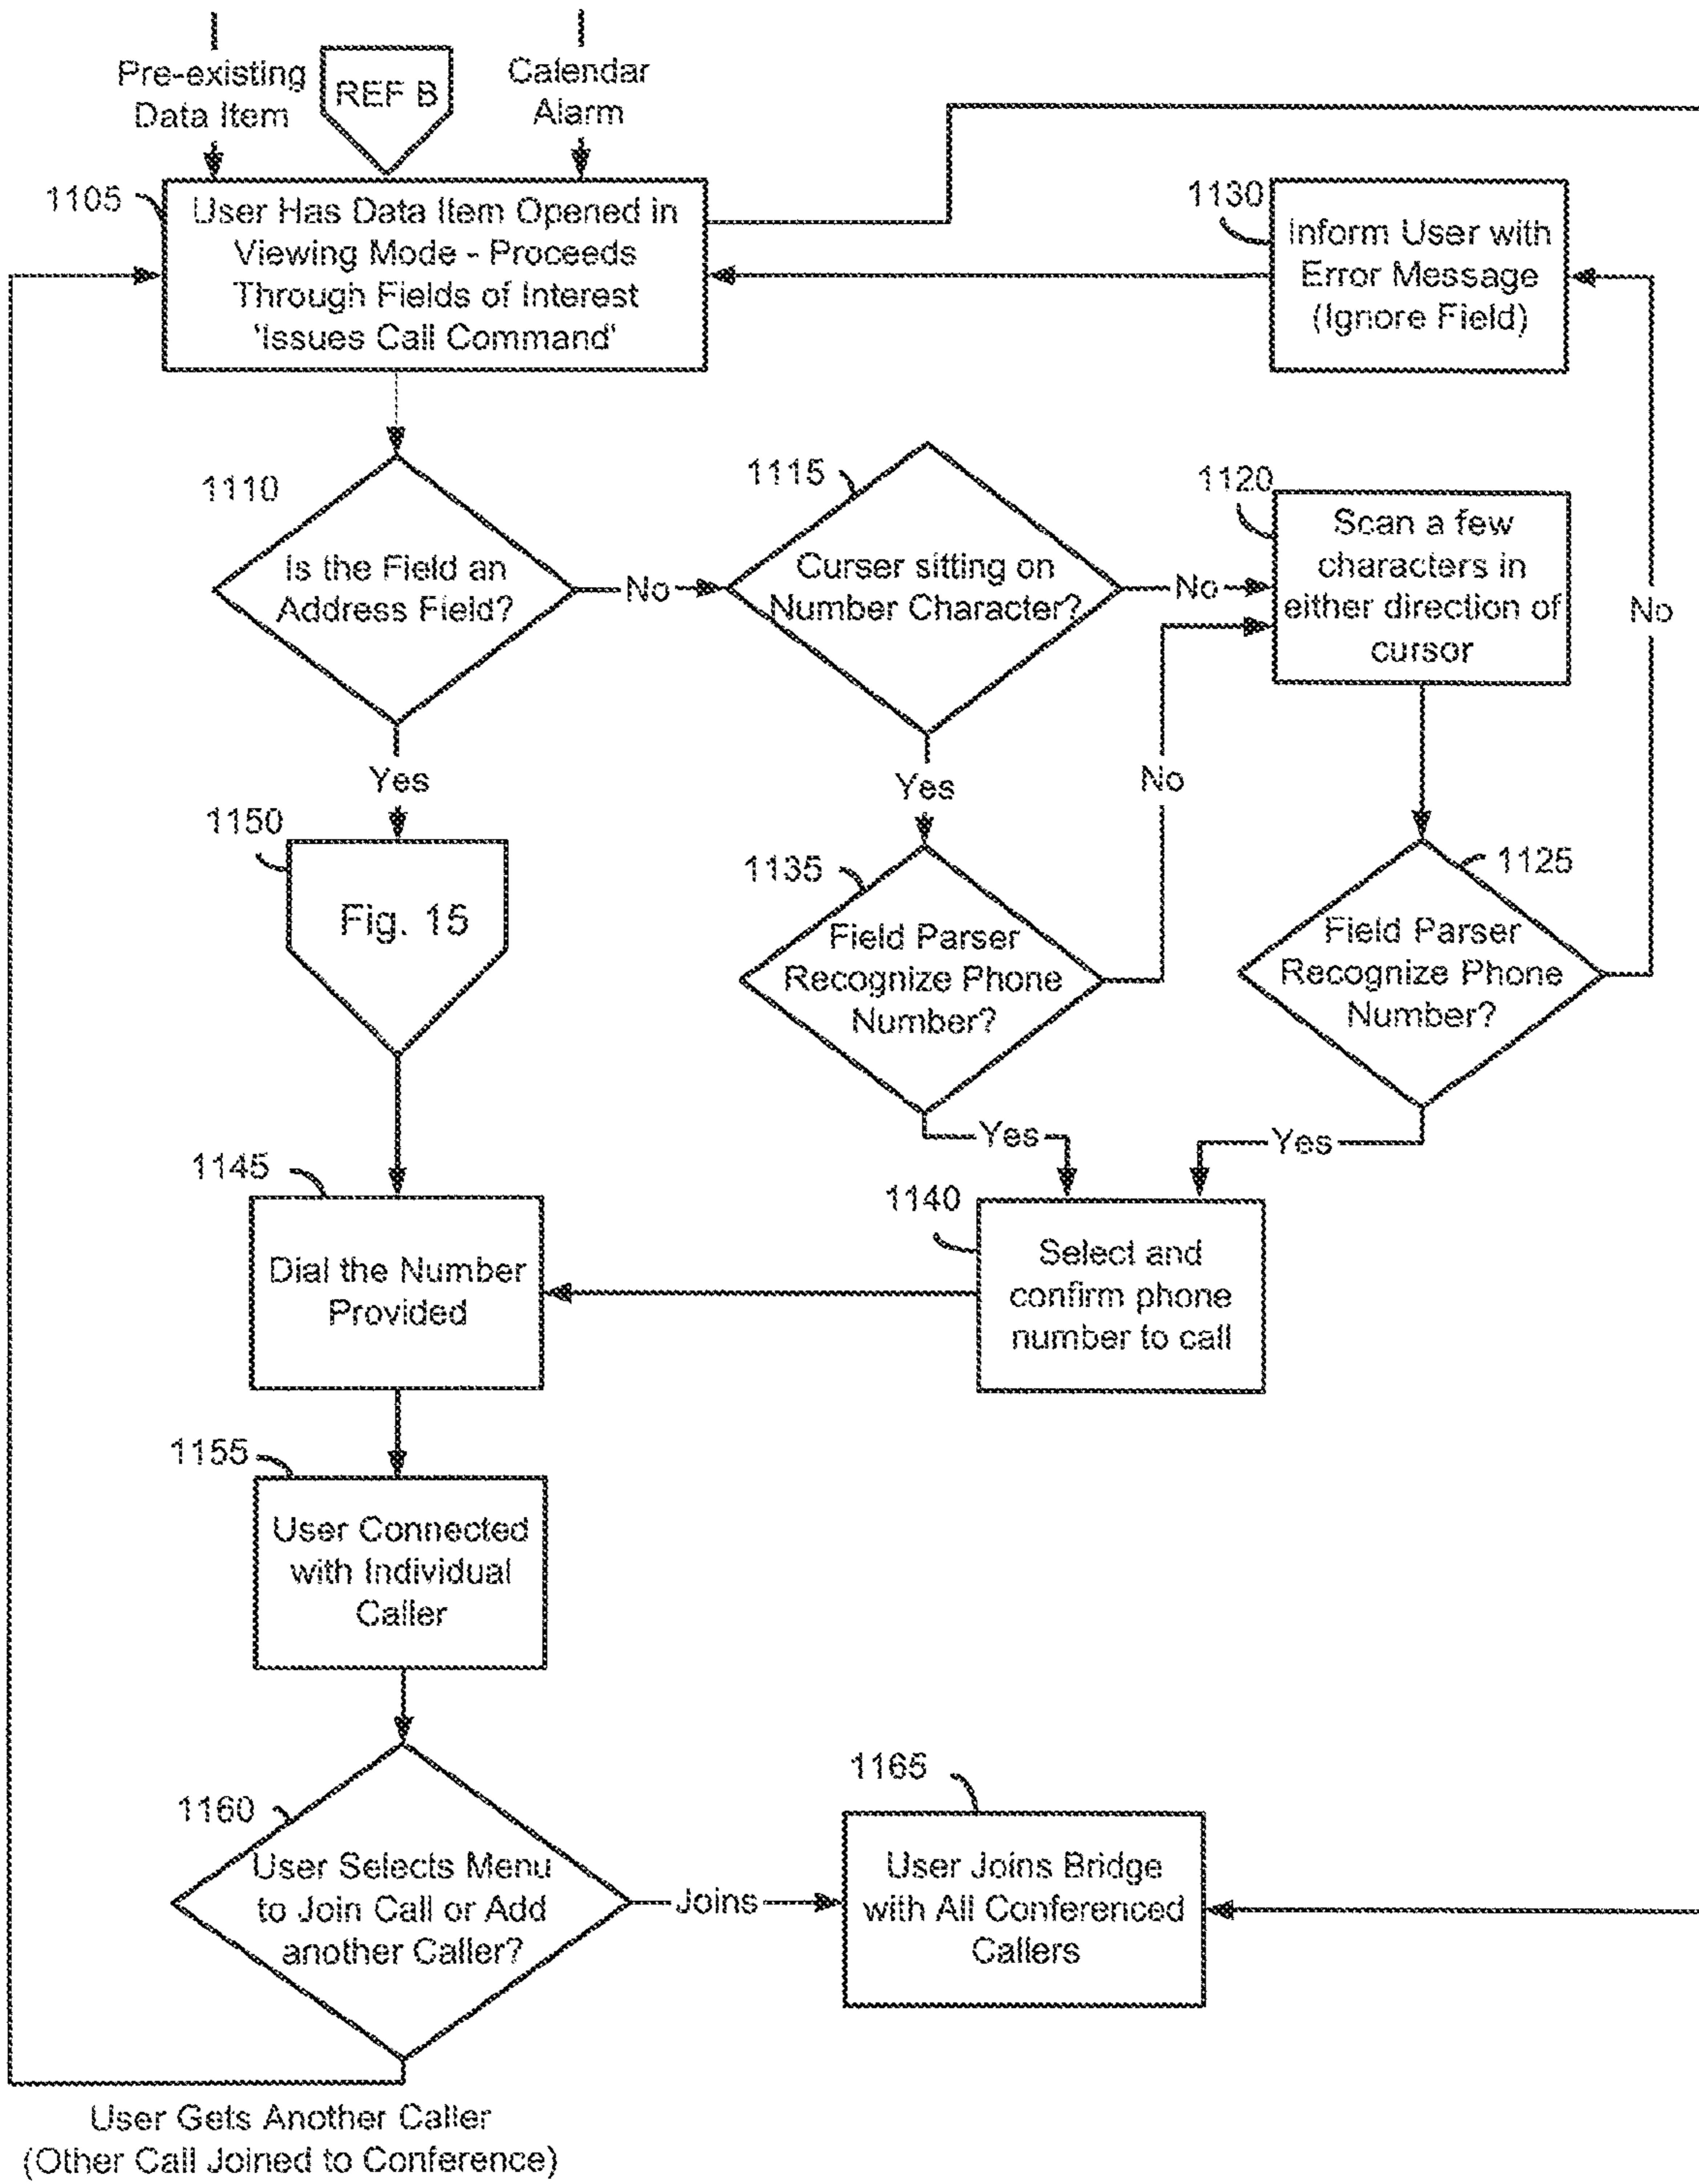 Pre-existing
Data Item
REF B
Calendar
Alarm
1105
User Has Data Item Opened in
Viewing Mode - Proceeds
Through Fields of Interest
'Issues Call Command'
1130
Inform User with
Error Message
(Ignore Field)
1110
Is the Field an
Address Field?
No
1115
Curser sitting on
Number Character?
No
1120
Scan a few
characters in
either direction of
cursor
No
Yes
Yes
No
1150
Fig. 15
1135
Field Parser
Recognize Phone
Number?
1125
Field Parser
Recognize Phone
Number?
Yes
Yes
1145
Dial the Number
Provided
1140
Select and
confirm phone
number to call
1155
User Connected
with Individual
Caller
1160
User Selects Menu
to Join Call or Add
another Caller?
Joins
1165
User Joins Bridge
with All Conferenced
Callers
User Gets Another Caller
(Other Call Joined to Conference)